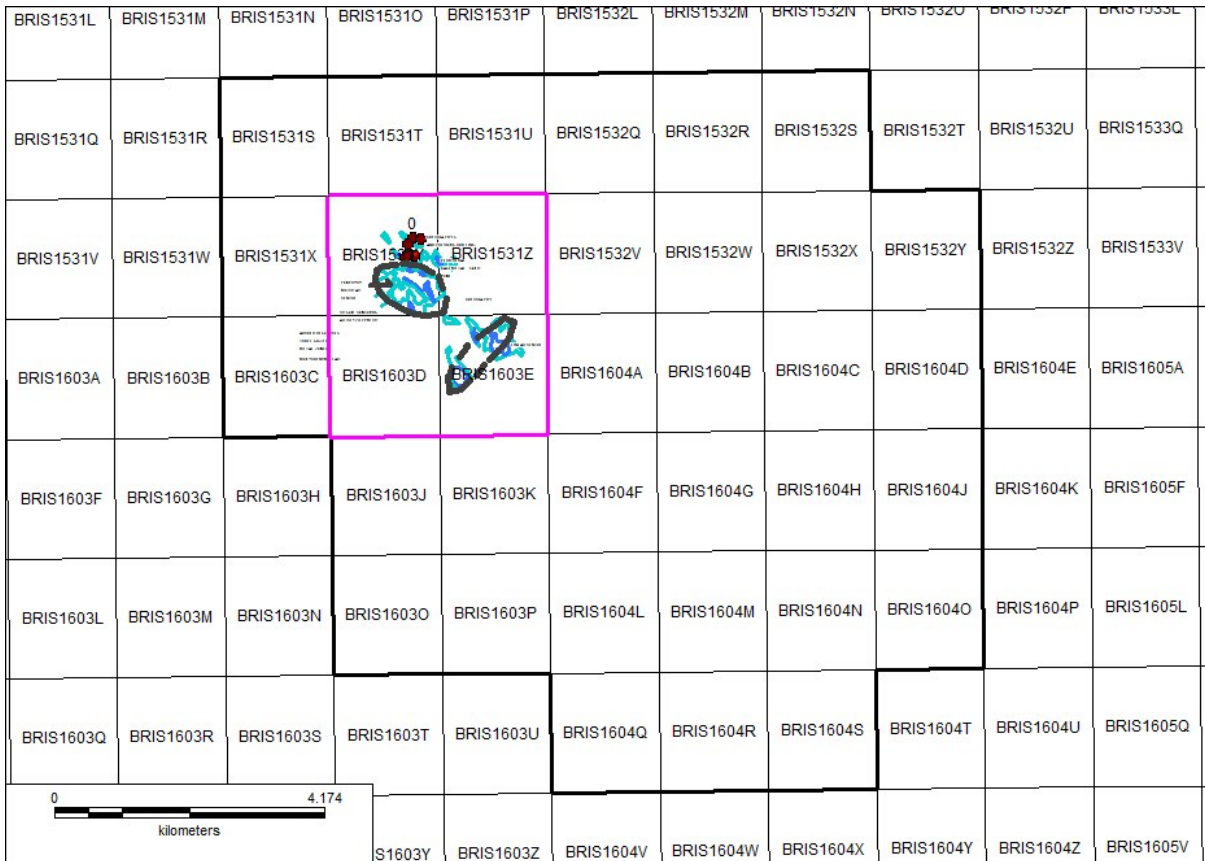 BRIS1531L BRIS1531M BRIS1531N BRIS1531O BRIS1531P BRIS1532L BRIS1532M BRIS1532N BRIS1532O BRIS1532P BRIS1533L
BRIS1531Q BRIS1531R BRIS1531S BRIS1531T BRIS1531U BRIS1532Q BRIS1532R BRIS1532S BRIS1532T BRIS1532U BRIS1533Q
0
BRIS1531V BRIS1531W BRIS1531X BRIS1531Z BRIS1532V BRIS1532W BRIS1532X BRIS1532Y BRIS1532Z BRIS1533V
BRIS1603A BRIS1603B BRIS1603C BRIS1603D BRIS1603E BRIS1604A BRIS1604B BRIS1604C BRIS1604D BRIS1604E BRIS1605A
BRIS1603F BRIS1603G BRIS1603H BRIS1603J BRIS1603K BRIS1604F BRIS1604G BRIS1604H BRIS1604J BRIS1604K BRIS1605F
BRIS1603L BRIS1603M BRIS1603N BRIS1603O BRIS1603P BRIS1604L BRIS1604M BRIS1604N BRIS1604O BRIS1604P BRIS1605L
BRIS1603Q BRIS1603R BRIS1603S BRIS1603T BRIS1603U BRIS1604Q BRIS1604R BRIS1604S BRIS1604T BRIS1604U BRIS1605Q
0 4.174
kilometers
S1603Y BRIS1603Z BRIS1604V BRIS1604W BRIS1604X BRIS1604Y BRIS1604Z BRIS1605V